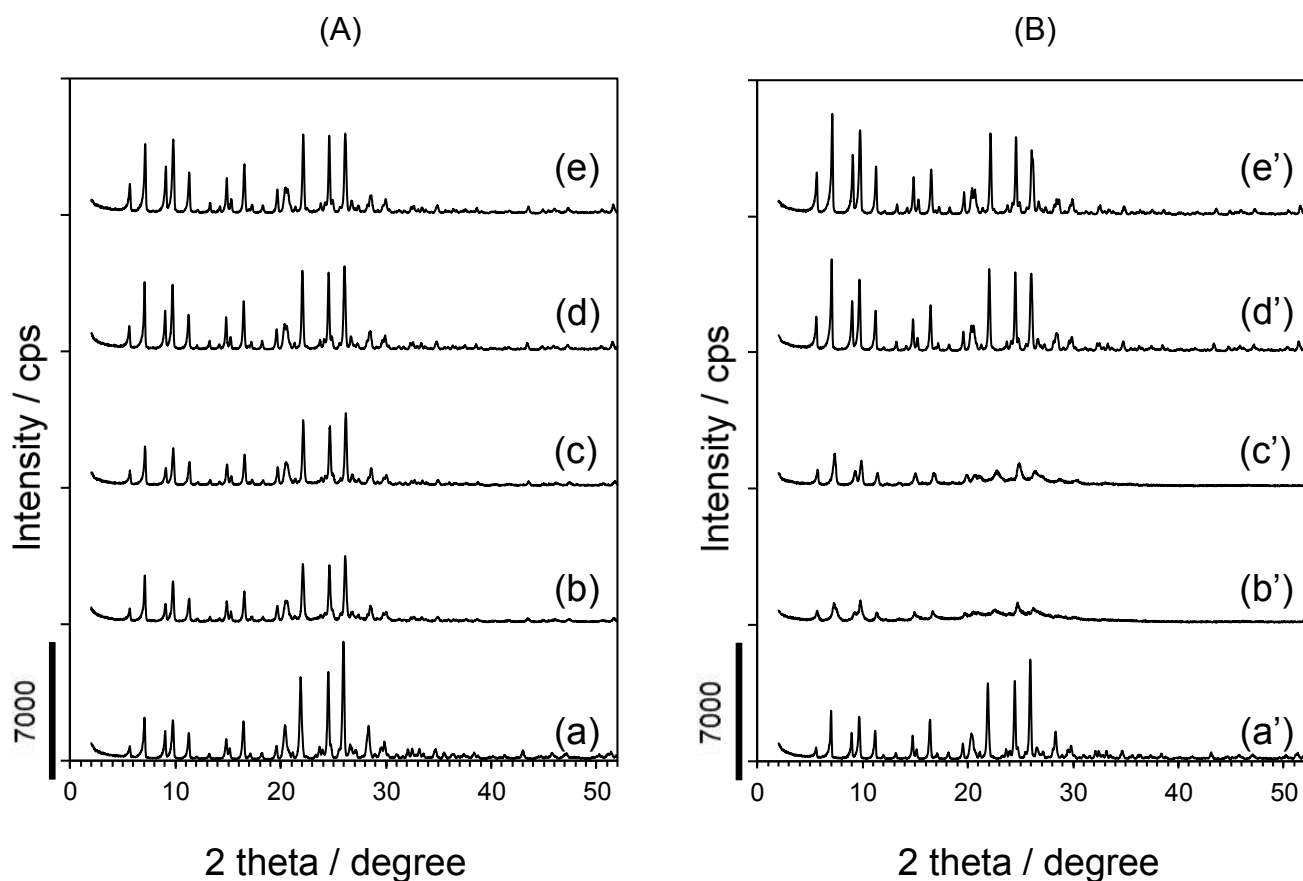 (A)
(e)
(d)
(c)
(b)
(a)
Intensity / cps
7000
0 10 20 30 40 50
2 theta / degree
(B)
(e’)
(d’)
(c’)
(b’)
(a’)
Intensity / cps
7000
0 10 20 30 40 50
2 theta / degree